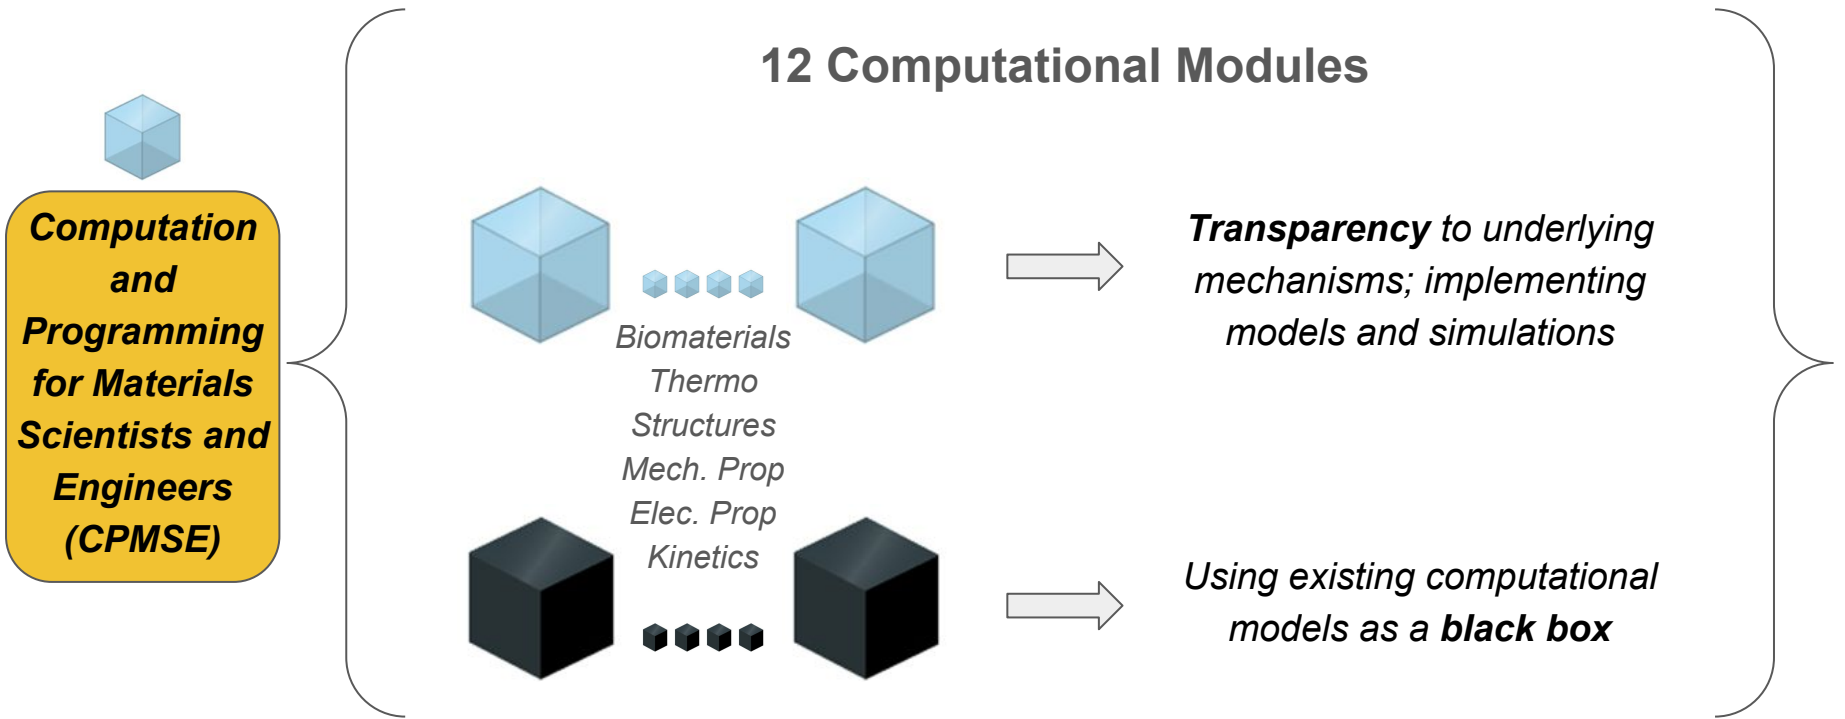 12 Computational Modules
Computation
and
Programming
for Materials
Scientists and
Engineers
(CPMSE)
Transparency to underlying
mechanisms; implementing
models and simulations
Biomaterials
Thermo
Structures
Mech. Prop
Elec. Prop
Kinetics
Using existing computational
models as a black box